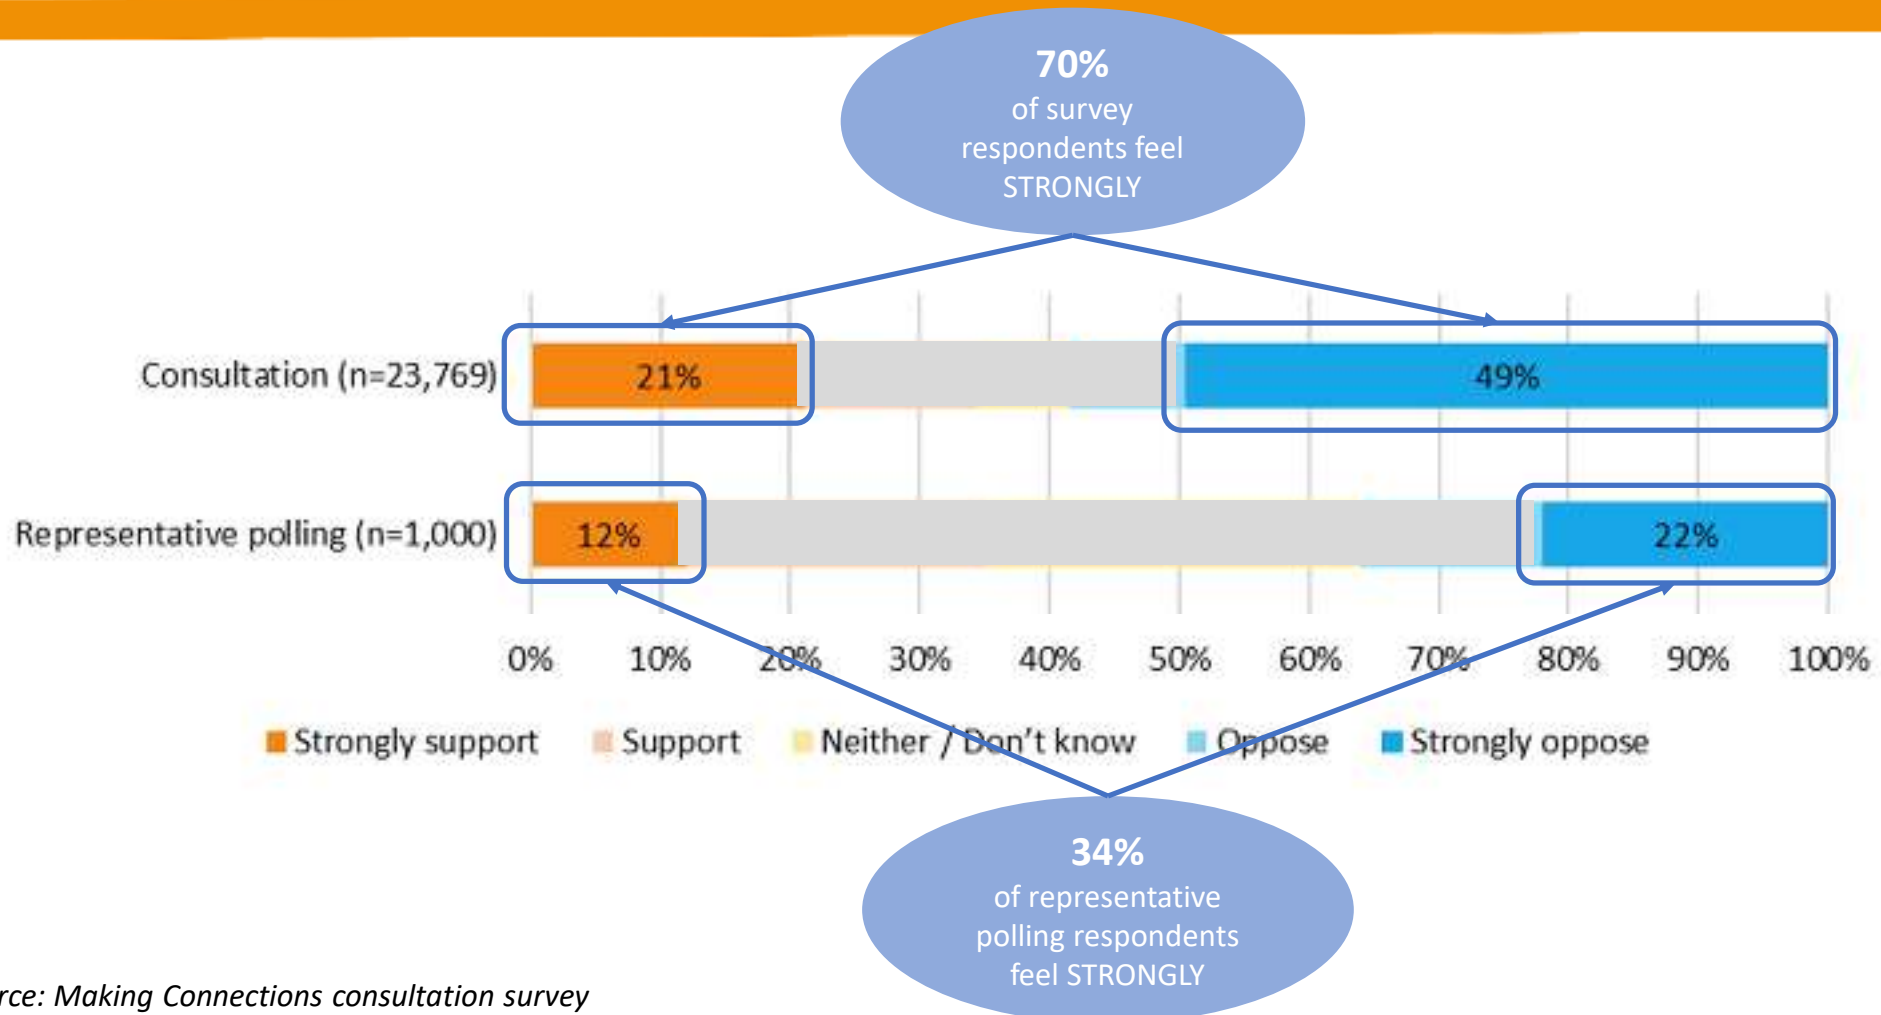 70%
of survey
respondents feel
STRONGLY
Consultation (n=23,769)
21%
49%
Representative polling (n=1,000)
12%
22%
0% 10% 20% 30% 40% 50% 60% 70% 80% 90% 100%
Strongly support Support Neither / Don't know Oppose Strongly oppose
34%
of representative
polling respondents
feel STRONGLY
rce: Making Connections consultation survey